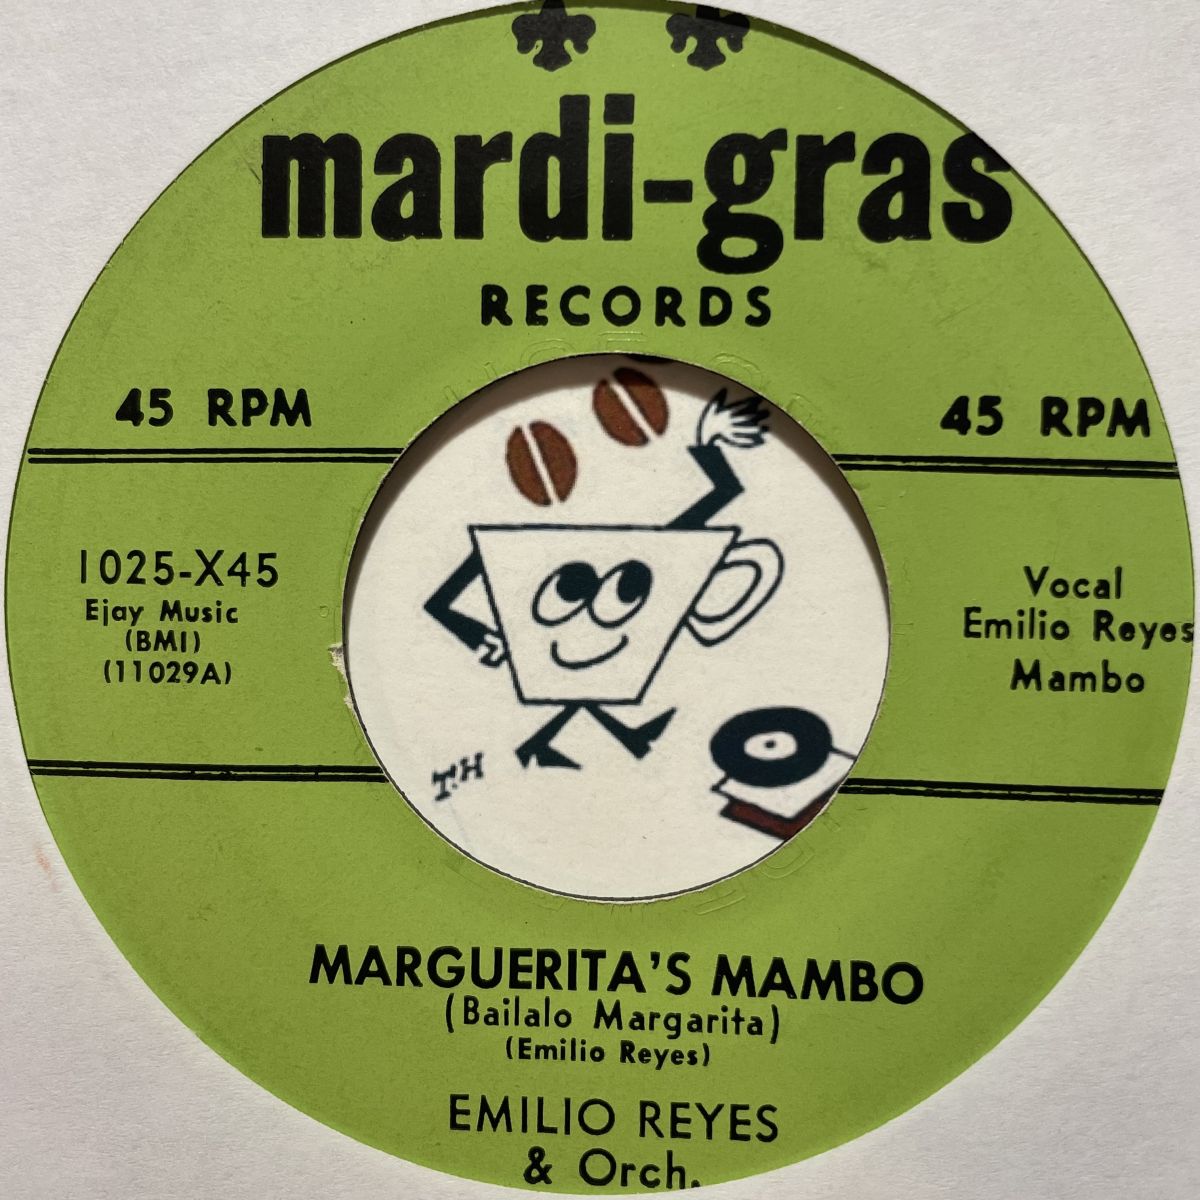 mardi-gras
RECORDS
45 RPM
45 RPM
1025-X45
Ejay Music
(BMI)
(11029A)
Vocal
Emilio Reyes
Mambo
T.H
MARGUERITA'S MAMBO
(Bailalo Margarita)
(Emilio Reyes)
EMILIO REYES
& Orch.